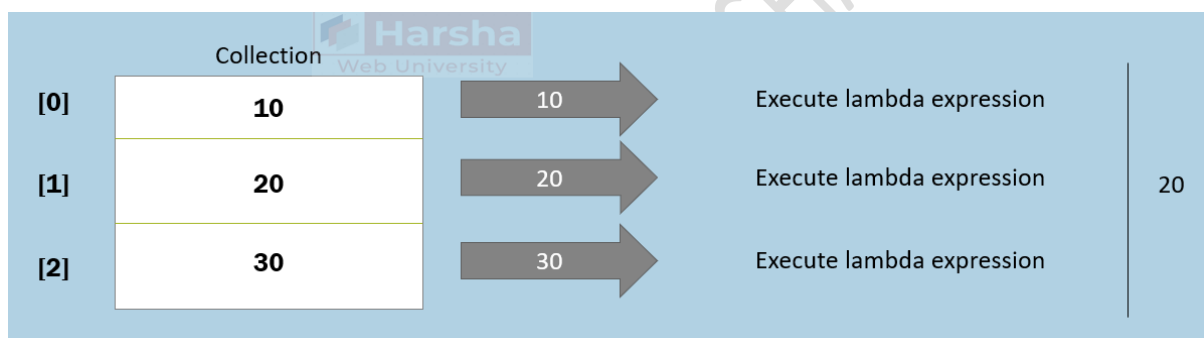 Harsha
Web University
Collection
[0] 10 10 Execute lambda expression
[1] 20 20 Execute lambda expression 20
[2] 30 30 Execute lambda expression